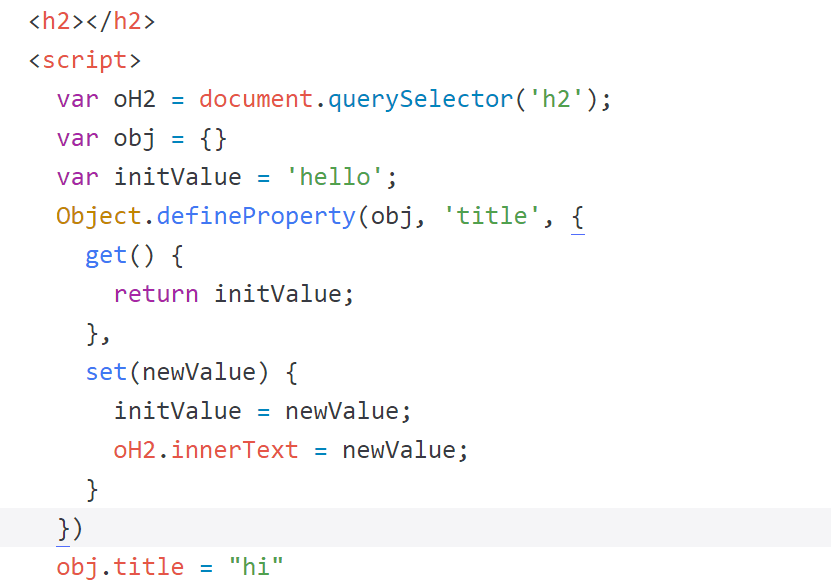 <h2></h2>
<script>
var oH2 = document.querySelector('h2');
var obj = {}
var initValue = 'hello';
Object.defineProperty(obj, 'title', {
get() {
return initValue;
},
set(newValue) {
initValue = newValue;
oH2.innerText = newValue;
}
})
obj.title = "hi"